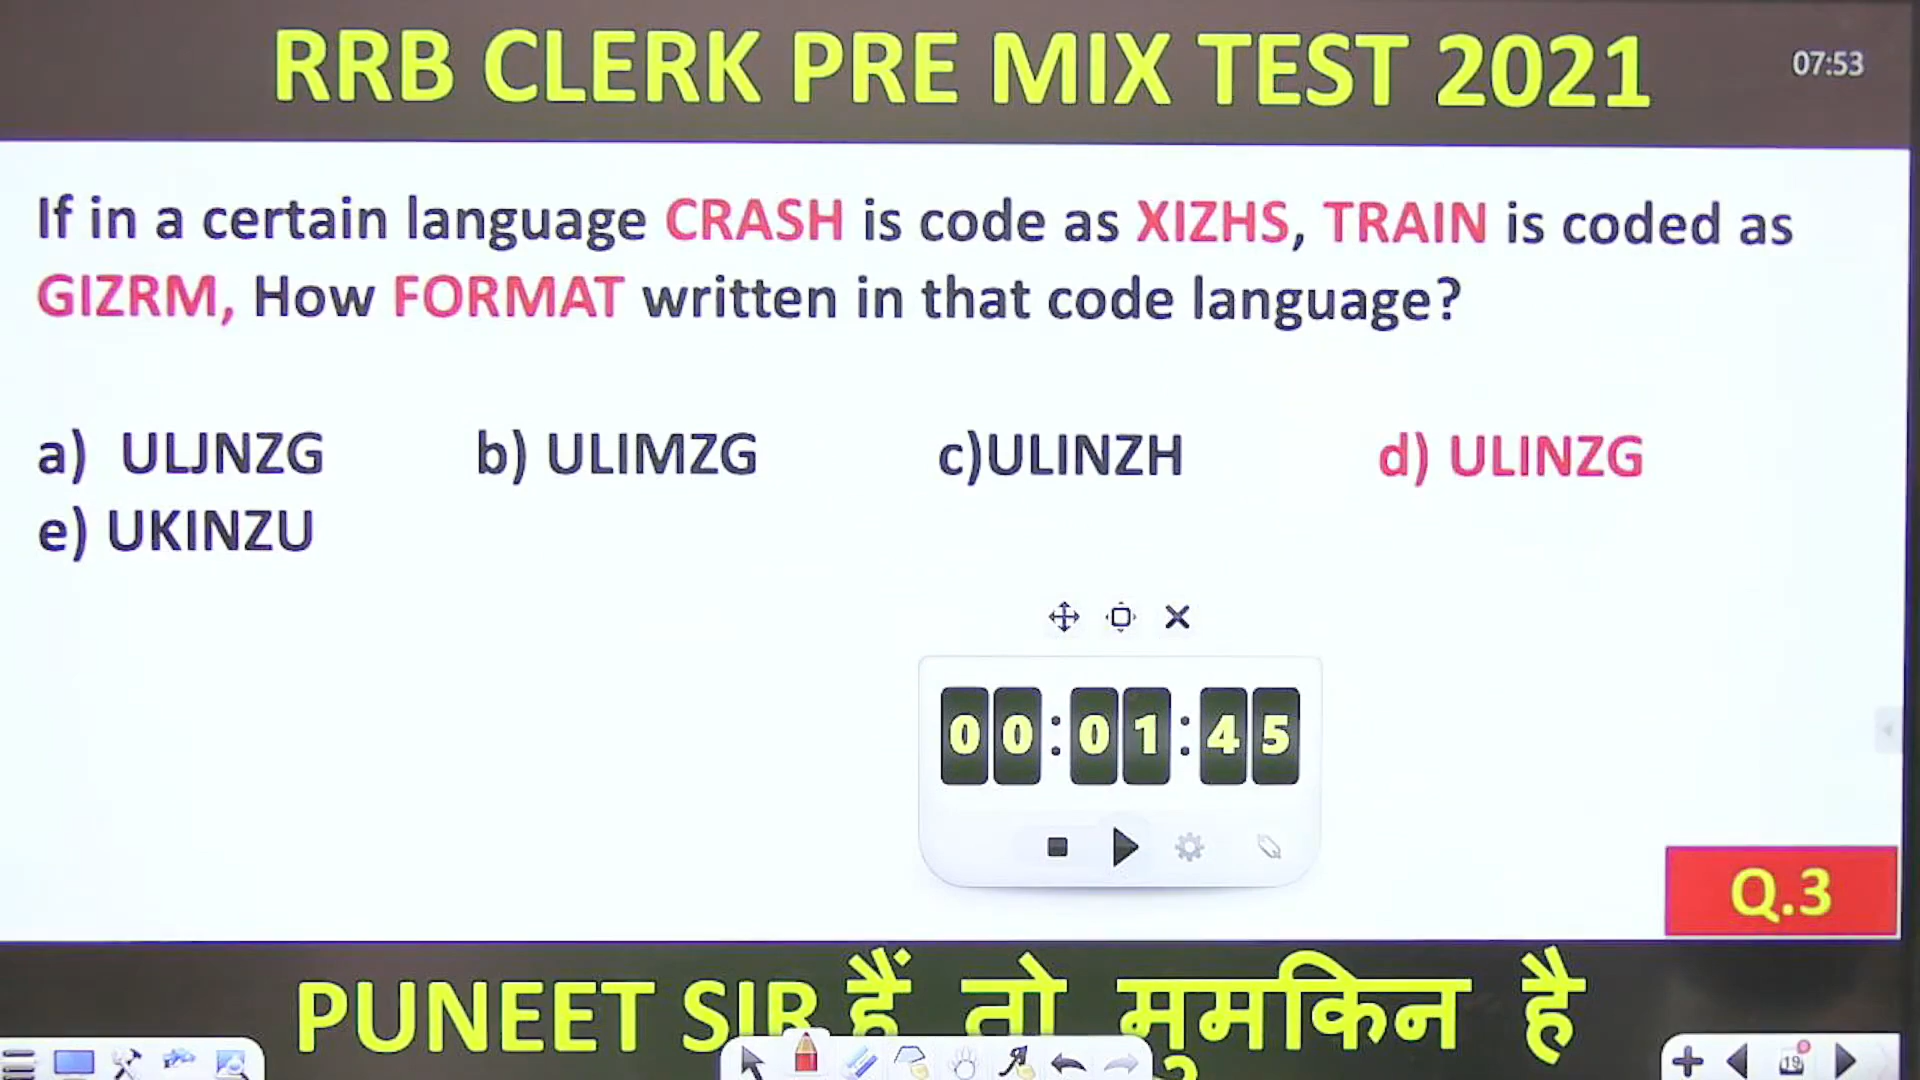 RRB CLERK PRE MIX TEST 2021
07:53
If in a certain language CRASH is code as XIZHS, TRAIN is coded as
GIZRM, How FORMAT written in that code language?
a) ULJNZG b) ULIMZG c)ULINZH d) ULINZG
e) UKINZU
00:01:45
Q.3
PUNEET SIR हैं तो मुमकिन है
19